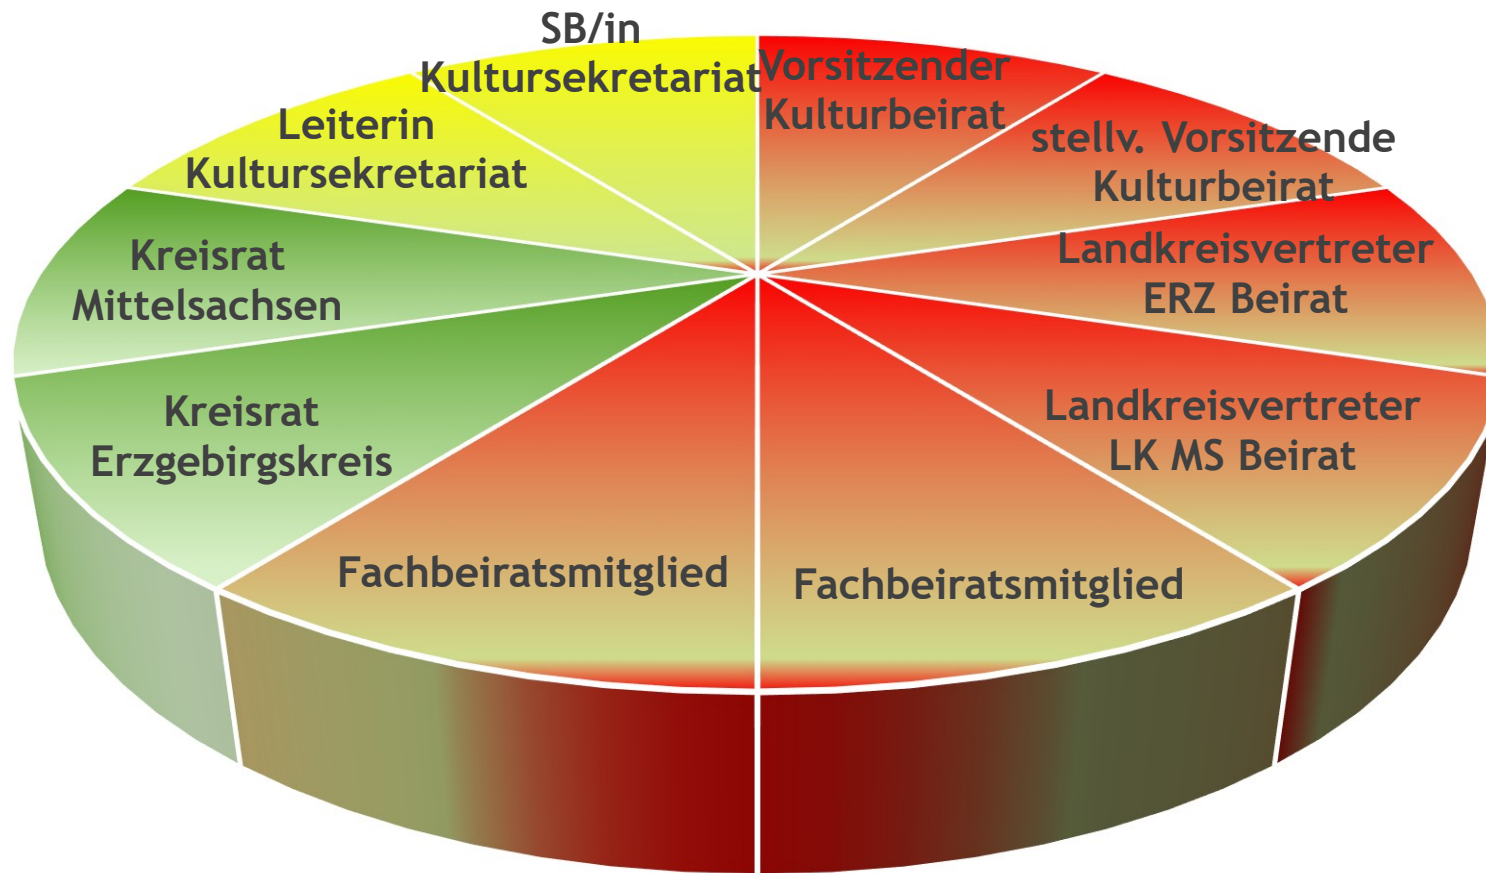 SB/in
Kultursekretariat
Vorsitzender
Kulturbeirat
stellv. Vorsitzende
Kulturbeirat
Landkreisvertreter
ERZ Beirat
Landkreisvertreter
LK MS Beirat
Fachbeiratsmitglied
Fachbeiratsmitglied
Kreisrat
Erzgebirgskreis
Kreisrat
Mittelsachsen
Leiterin
Kultursekretariat